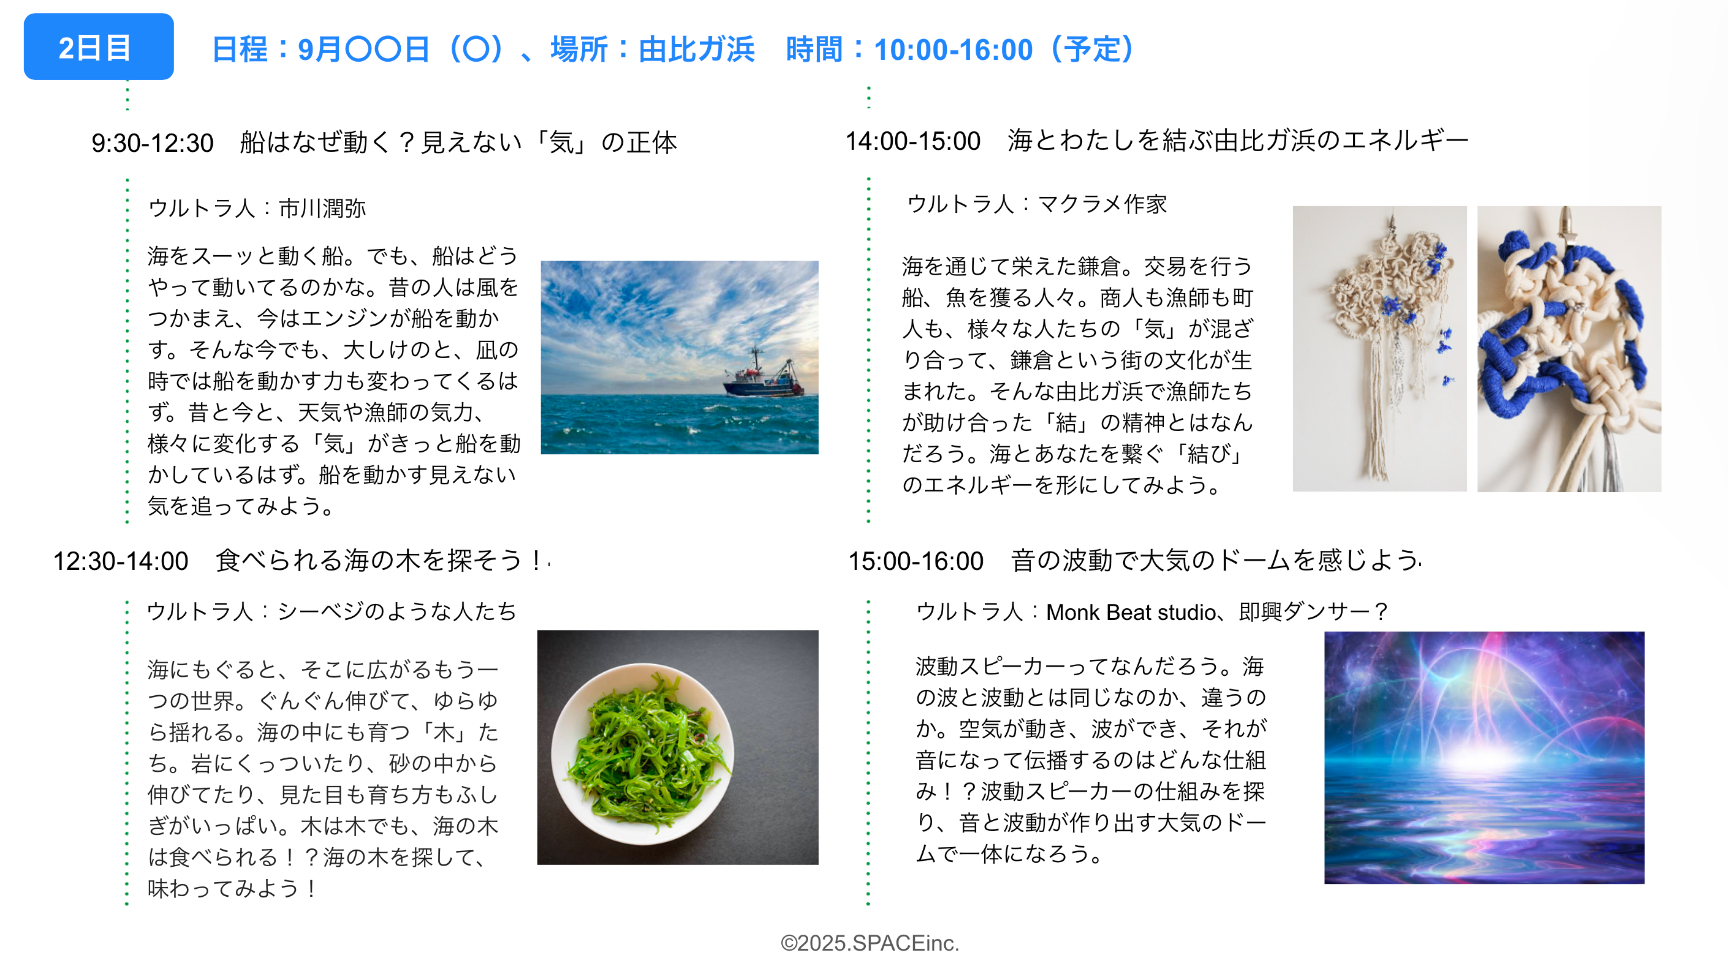 2日目
日程：9月〇〇日（〇）、場所：由比ガ浜　時間：10:00-16:00（予定）
9:30-12:30　船はなぜ動く？見えない「気」の正体
ウルトラ人：市川潤弥
海をスーッと動く船。でも、船はどう
やって動いてるのかな。昔の人は風を
つかまえ、今はエンジンが船を動か
す。そんな今でも、大しけのと、凪の
時では船を動かす力も変わってくるは
ず。昔と今と、天気や漁師の気力、
様々に変化する「気」がきっと船を動
かしているはず。船を動かす見えない
気を追ってみよう。
12:30-14:00　食べられる海の木を探そう！
ウルトラ人：シーベジのような人たち
海にもぐると、そこに広がるもう一
つの世界。ぐんぐん伸びて、ゆらゆ
ら揺れる。海の中にも育つ「木」た
ち。岩にくっついたり、砂の中から
伸びてたり、見た目も育ち方もふし
ぎがいっぱい。木は木でも、海の木
は食べられる！？海の木を探して、
味わってみよう！
14:00-15:00　海とわたしを結ぶ由比ガ浜のエネルギー
ウルトラ人：マクラメ作家
海を通じて栄えた鎌倉。交易を行う
船、魚を獲る人々。商人も漁師も町
人も、様々な人たちの「気」が混ざ
り合って、鎌倉という街の文化が生
まれた。そんな由比ガ浜で漁師たち
が助け合った「結」の精神とはなん
だろう。海とあなたを繋ぐ「結び」
のエネルギーを形にしてみよう。
15:00-16:00　音の波動で大気のドームを感じよう
ウルトラ人：Monk Beat studio、即興ダンサー？
波動スピーカーってなんだろう。海
の波と波動とは同じなのか、違うの
か。空気が動き、波ができ、それが
音になって伝播するのはどんな仕組
み！？波動スピーカーの仕組みを探
り、音と波動が作り出す大気のドー
ムで一体になろう。
©2025.SPACEinc.